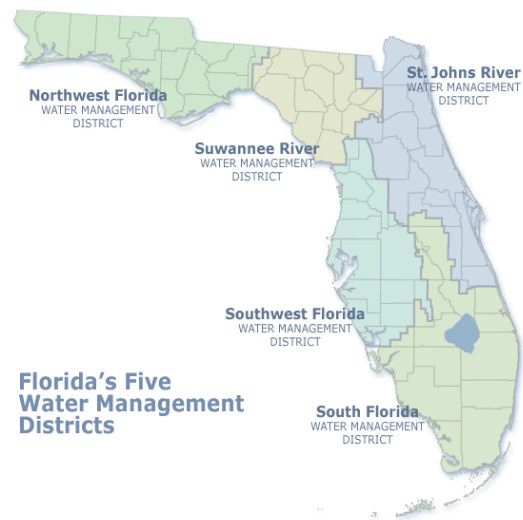 St. Johns River
WATER MANAGEMENT
DISTRICT
Northwest Florida
WATER MANAGEMENT
DISTRICT
Suwannee River
WATER MANAGEMENT
DISTRICT
Southwest Florida
WATER MANAGEMENT
DISTRICT
Florida's Five
Water Management
Districts
South Florida
WATER MANAGEMENT
DISTRICT